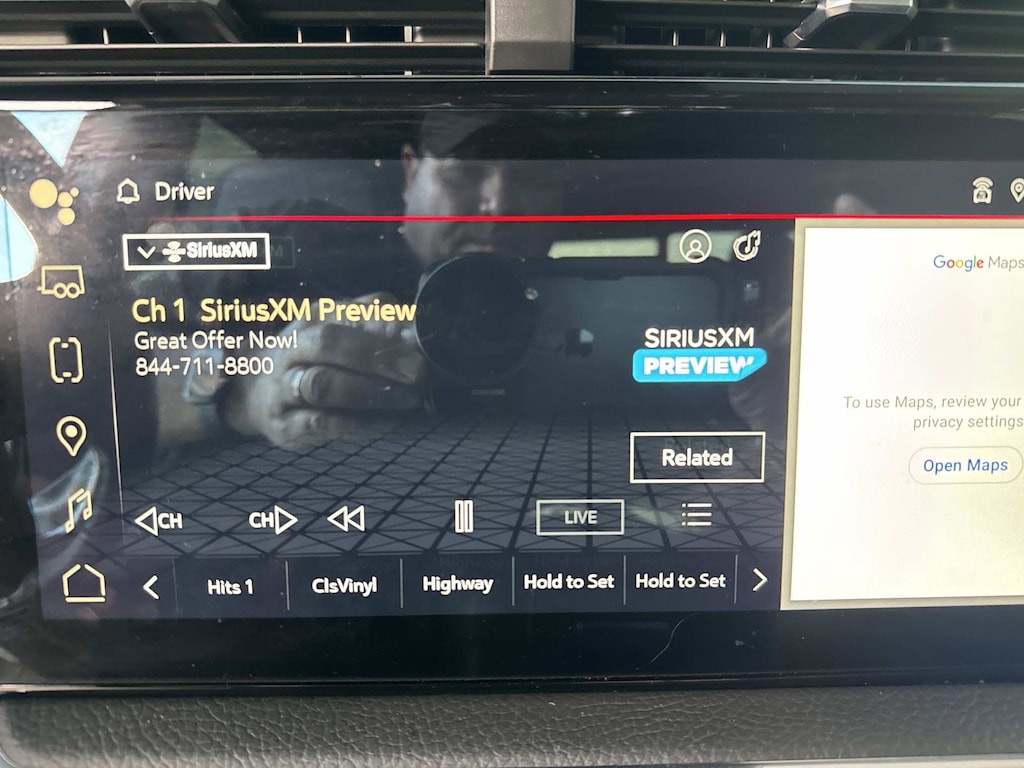 Driver
SiriusXM
Ch 1 SiriusXM Preview
Great Offer Now!
844-711-8800
SIRIUSXM
PREVIEW
Related
CH
CH
LIVE
Hits 1
ClsVinyl
Highway
Hold to Set
Hold to Set
Google Maps
To use Maps, review your
privacy settings
Open Maps